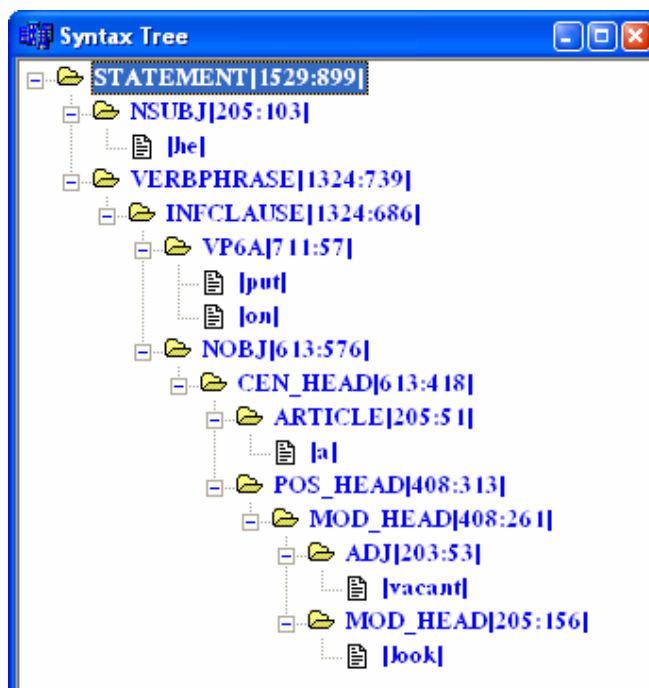 Syntax Tree
STATEMENT|1529:899|
NSUBJ|205:103|
|he|
VERBPHRASE|1324:739|
INFCLAUSE|1324:686|
VP6A|711:57|
|put|
|on|
NOBJ|613:576|
CEN_HEAD|613:418|
ARTICLE|205:51|
|a|
POS_HEAD|408:313|
MOD_HEAD|408:261|
ADJ|203:53|
|vacant|
MOD_HEAD|205:156|
|look|